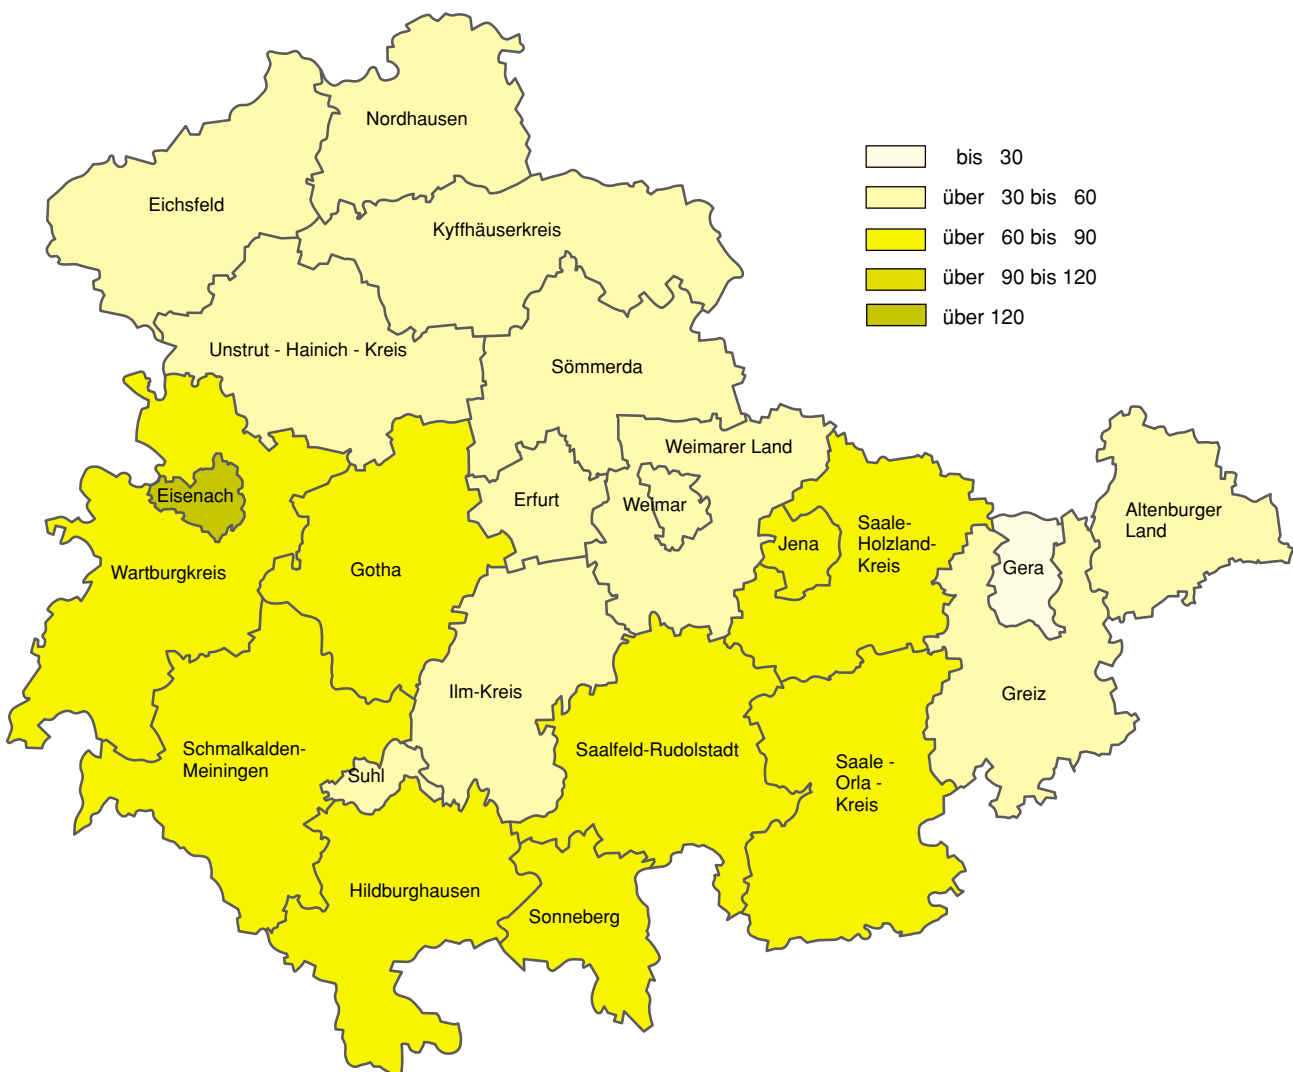 Nordhausen
bis 30
Eichsfeld
über 30 bis 60
Kyffhäuserkreis
über 60 bis 90
über 90 bis 120
über 120
Unstrut - Hainich - Kreis
Sömmerda
Weimarer Land
Eisenach
Erfurt
Weimar
Altenburger
Land
Saale-
Holzland-
Kreis
Jena
Gera
Wartburgkreis
Gotha
Ilm-Kreis
Greiz
Schmalkalden-
Meiningen
Saalfeld-Rudolstadt
Suhl
Saale -
Orla -
Kreis
Hildburghausen
Sonneberg